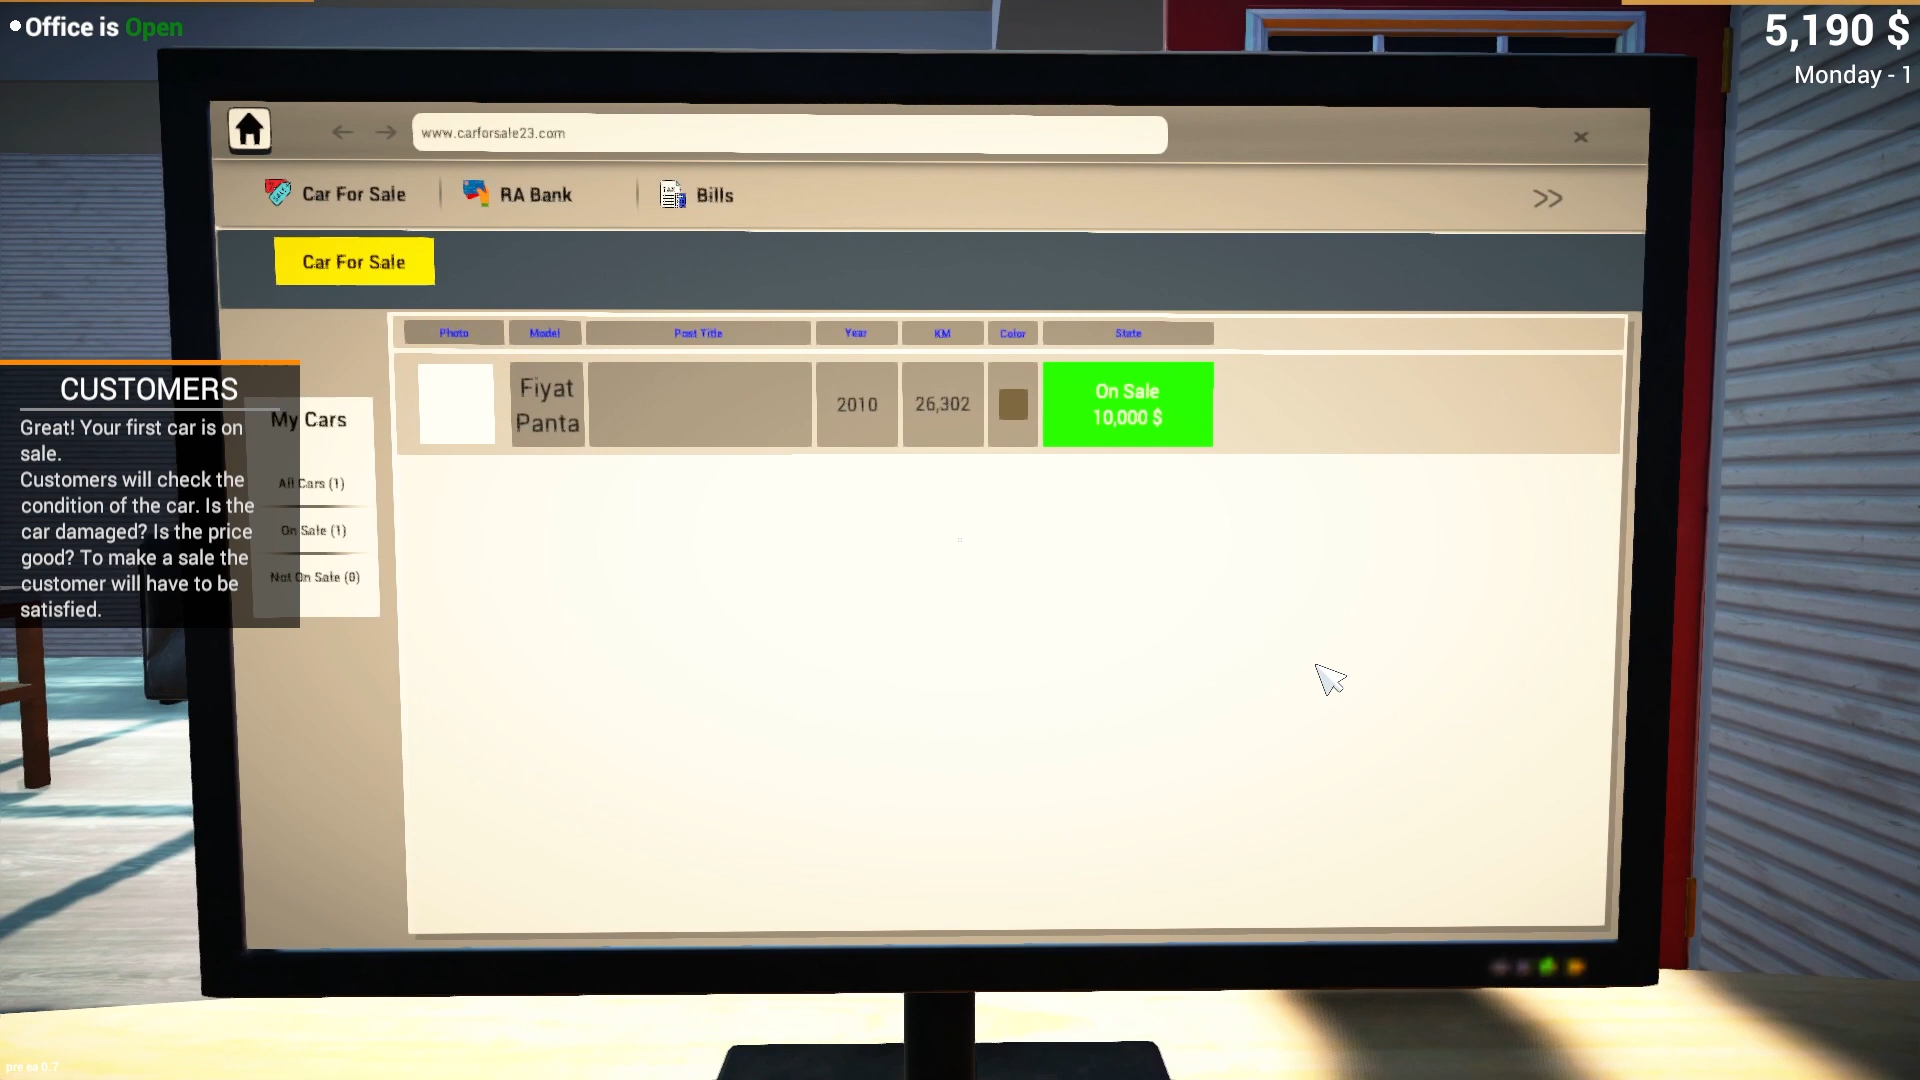 Office is Open
5,190 $
Monday - 1
www.carforsale23.com
Car For Sale
RA Bank
Bills
>>
Car For Sale
Photo Model Post Title Year KM Color State
Fiyat Panta
2010
26,302
On Sale
10,000 $
CUSTOMERS
Great! Your first car is on
sale.
Customers will check the
condition of the car. Is the
car damaged? Is the price
good? To make a sale the
customer will have to be
satisfied.
My Cars
All Cars (1)
On Sale (1)
Not On Sale (0)
pre ea 0.7